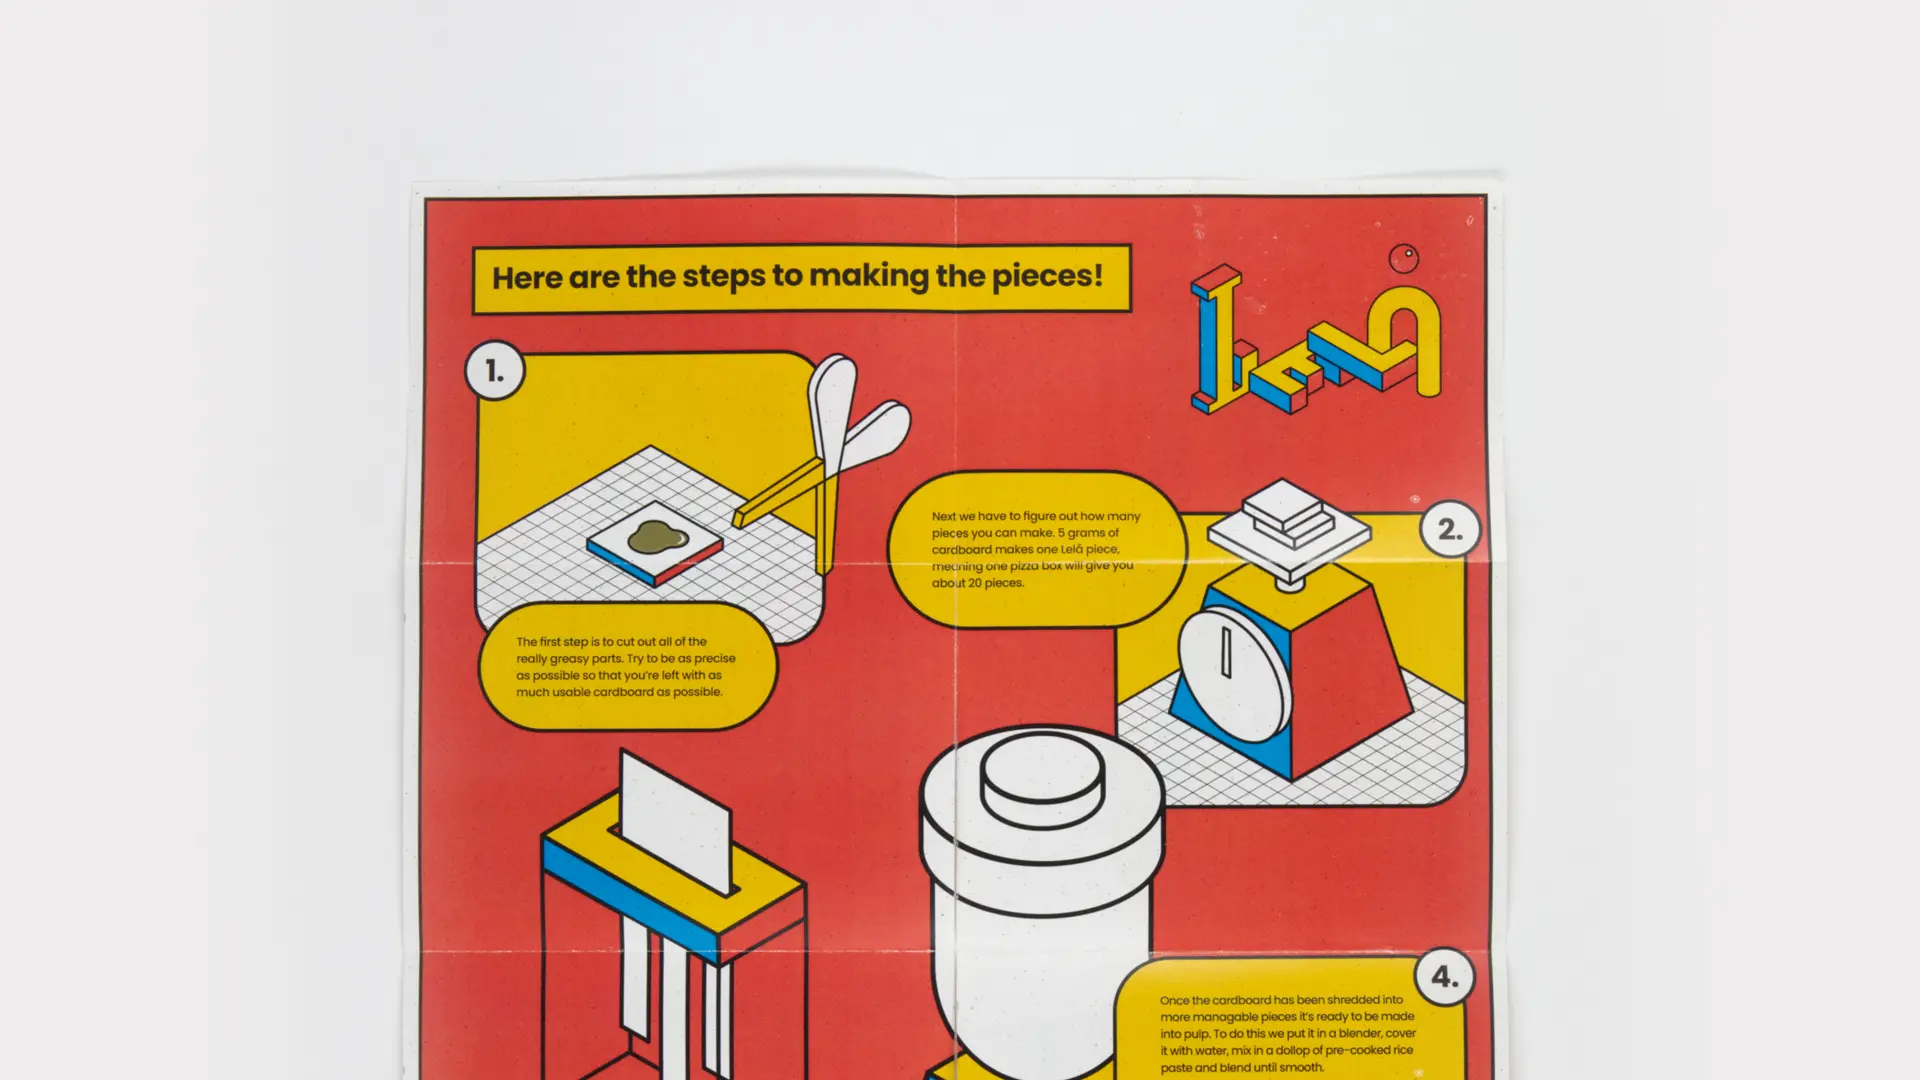 Here are the steps to making the pieces!
Lelå
1.
The first step is to cut out all of the
really greasy parts. Try to be as precise
as possible so that you're left with as
much usable cardboard as possible.
2.
Next we have to figure out how many
pieces you can make. 5 grams of
cardboard makes one Lelå piece,
meaning one pizza box will give you
about 20 pieces.
4.
Once the cardboard has been shredded into
more managable pieces it's ready to be made
into pulp. To do this we put it in a blender, cover
it with water, mix in a dollop of pre-cooked rice
paste and blend until smooth.